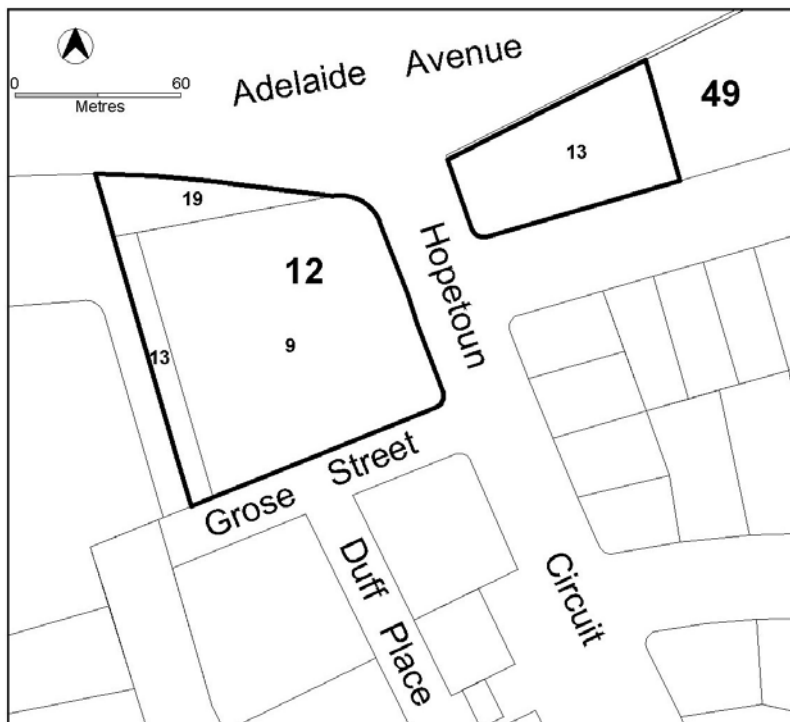 0 60
Metres
Adelaide Avenue
49
13
19
12
Hopetoun
13
9
Grose Street
Duff Place
Circuit